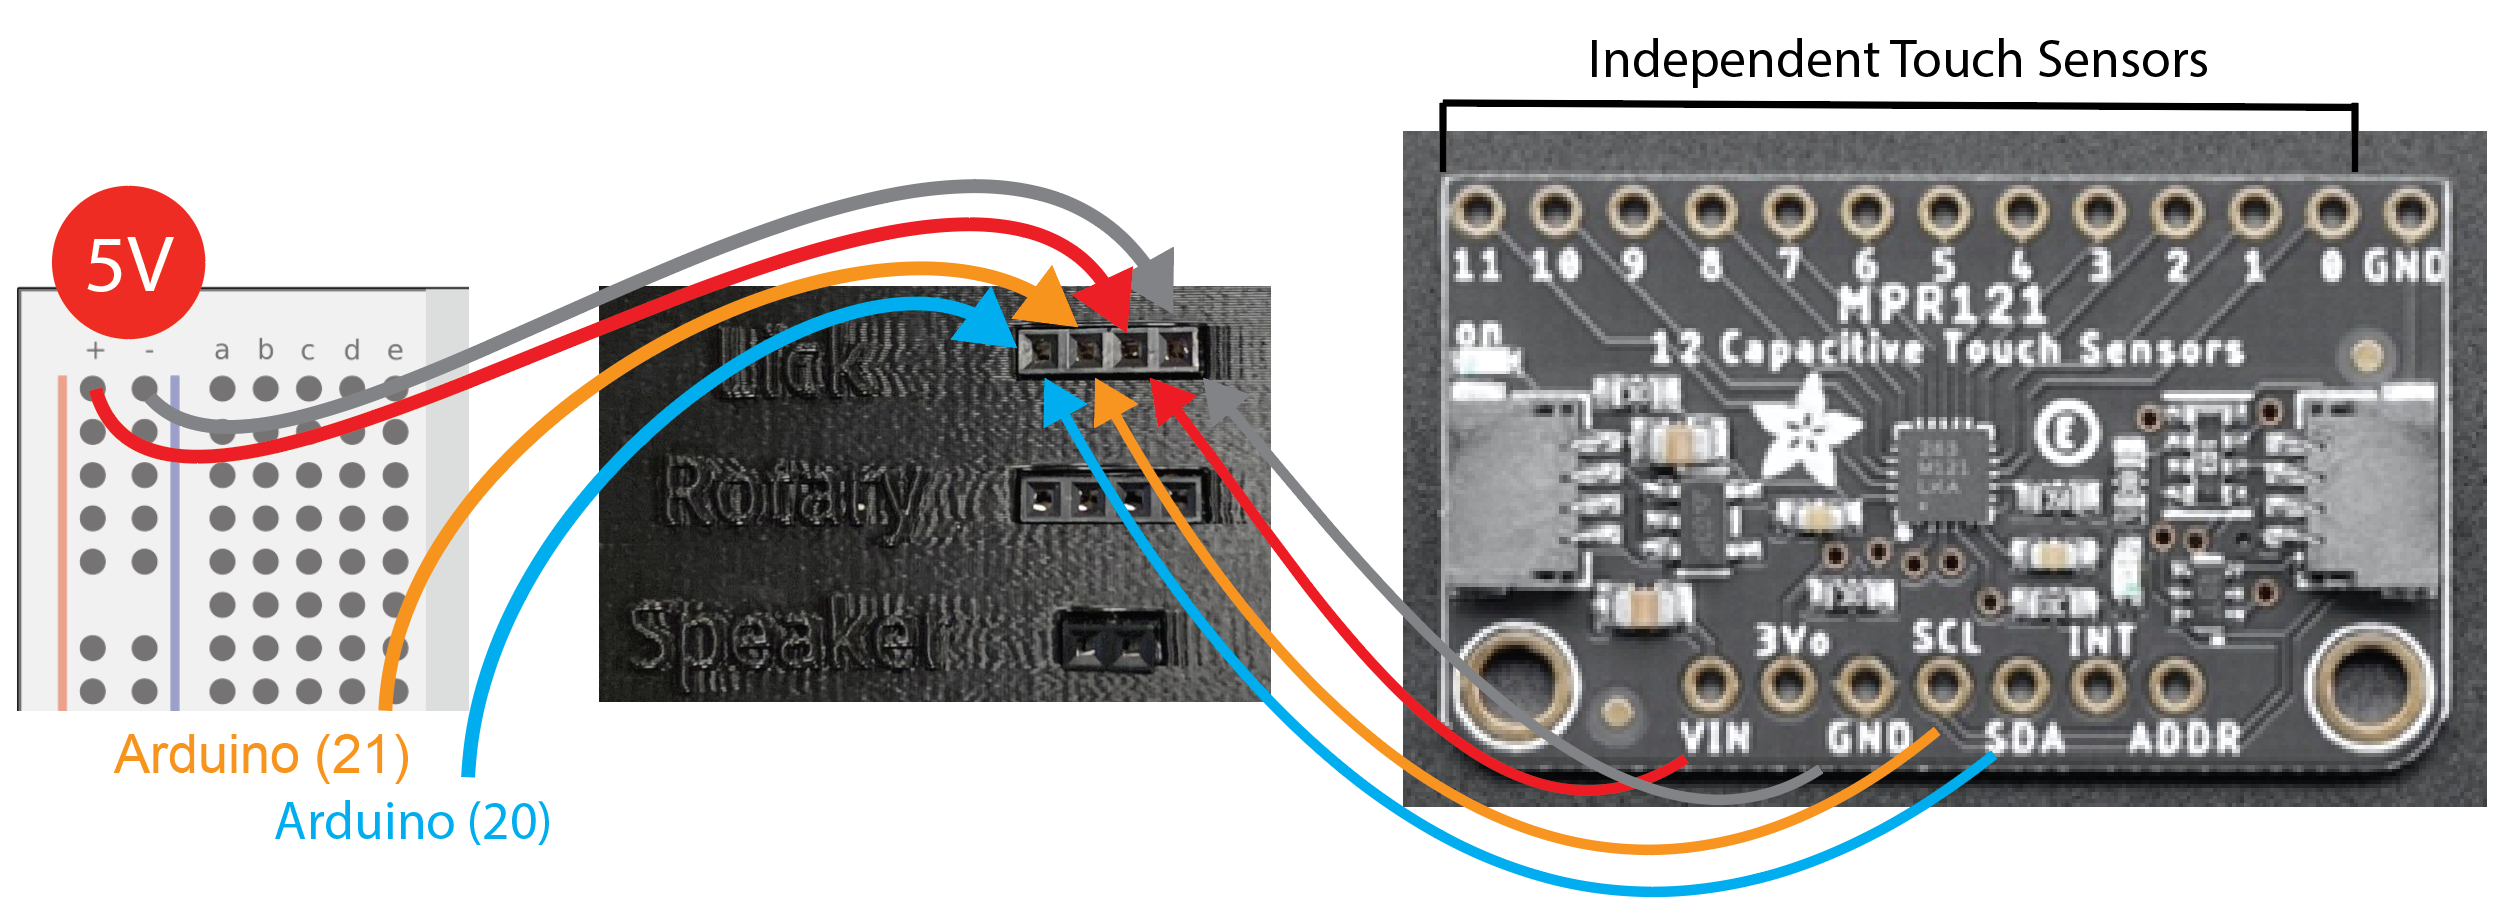 Independent Touch Sensors
5V
+ - a b c d e
Lick
Rotary
Speaker
Arduino (21)
Arduino (20)
11 10 9 8 7 6 5 4 3 2 1 0 GND
MPR121
on
12 Capacitive Touch Sensors
3Vo SCL INT
VIN GND SDA ADDR